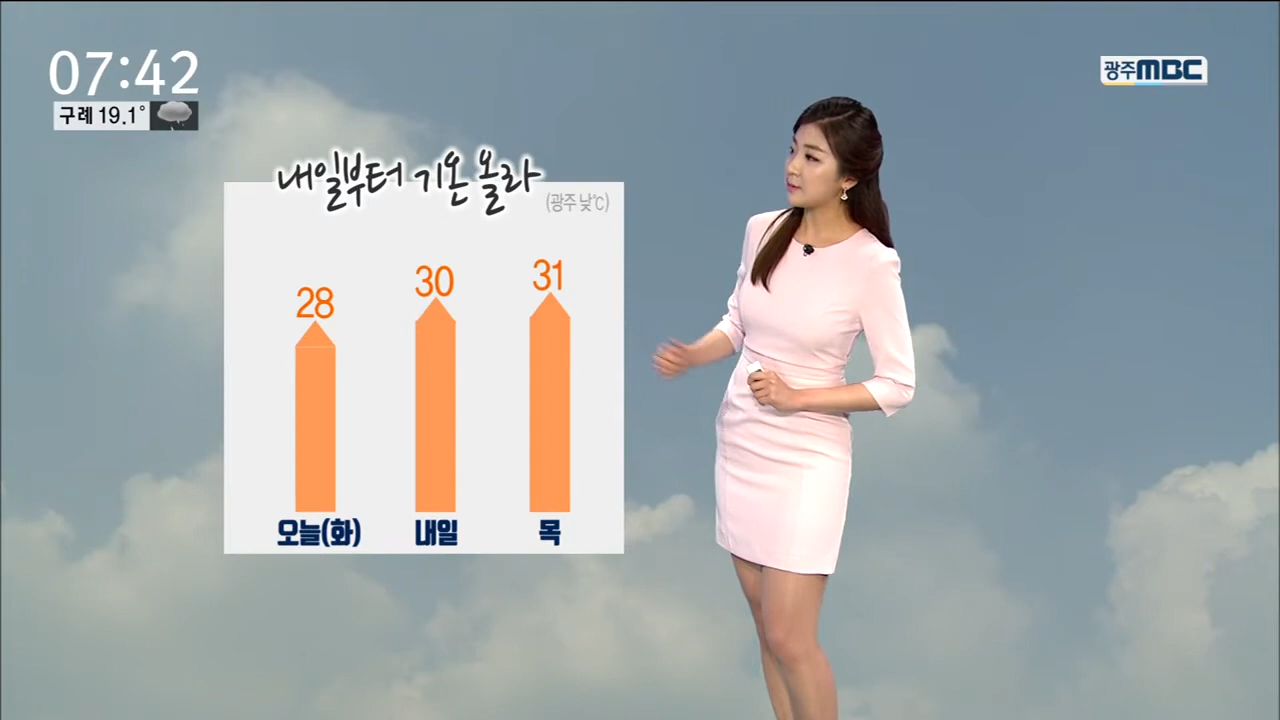 07:42
구례 19.1°
광주MBC
내일부터 기온 올라
(광주 낮℃)
28 30 31
오늘(화) 내일 목